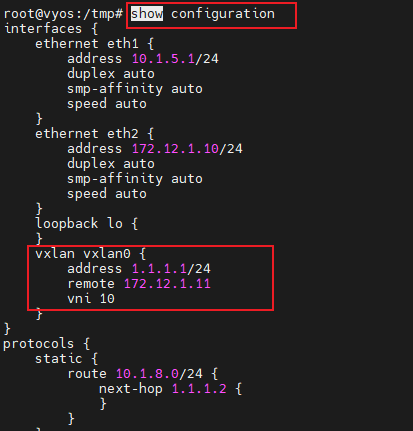 root@vyos:/tmp# show configuration
interfaces {
    ethernet eth1 {
        address 10.1.5.1/24
        duplex auto
        smp-affinity auto
        speed auto
    }
    ethernet eth2 {
        address 172.12.1.10/24
        duplex auto
        smp-affinity auto
        speed auto
    }
    loopback lo {
    }
    vxlan vxlan0 {
        address 1.1.1.1/24
        remote 172.12.1.11
        vni 10
    }
}
protocols {
    static {
        route 10.1.8.0/24 {
            next-hop 1.1.1.2 {
            }
        }
    }